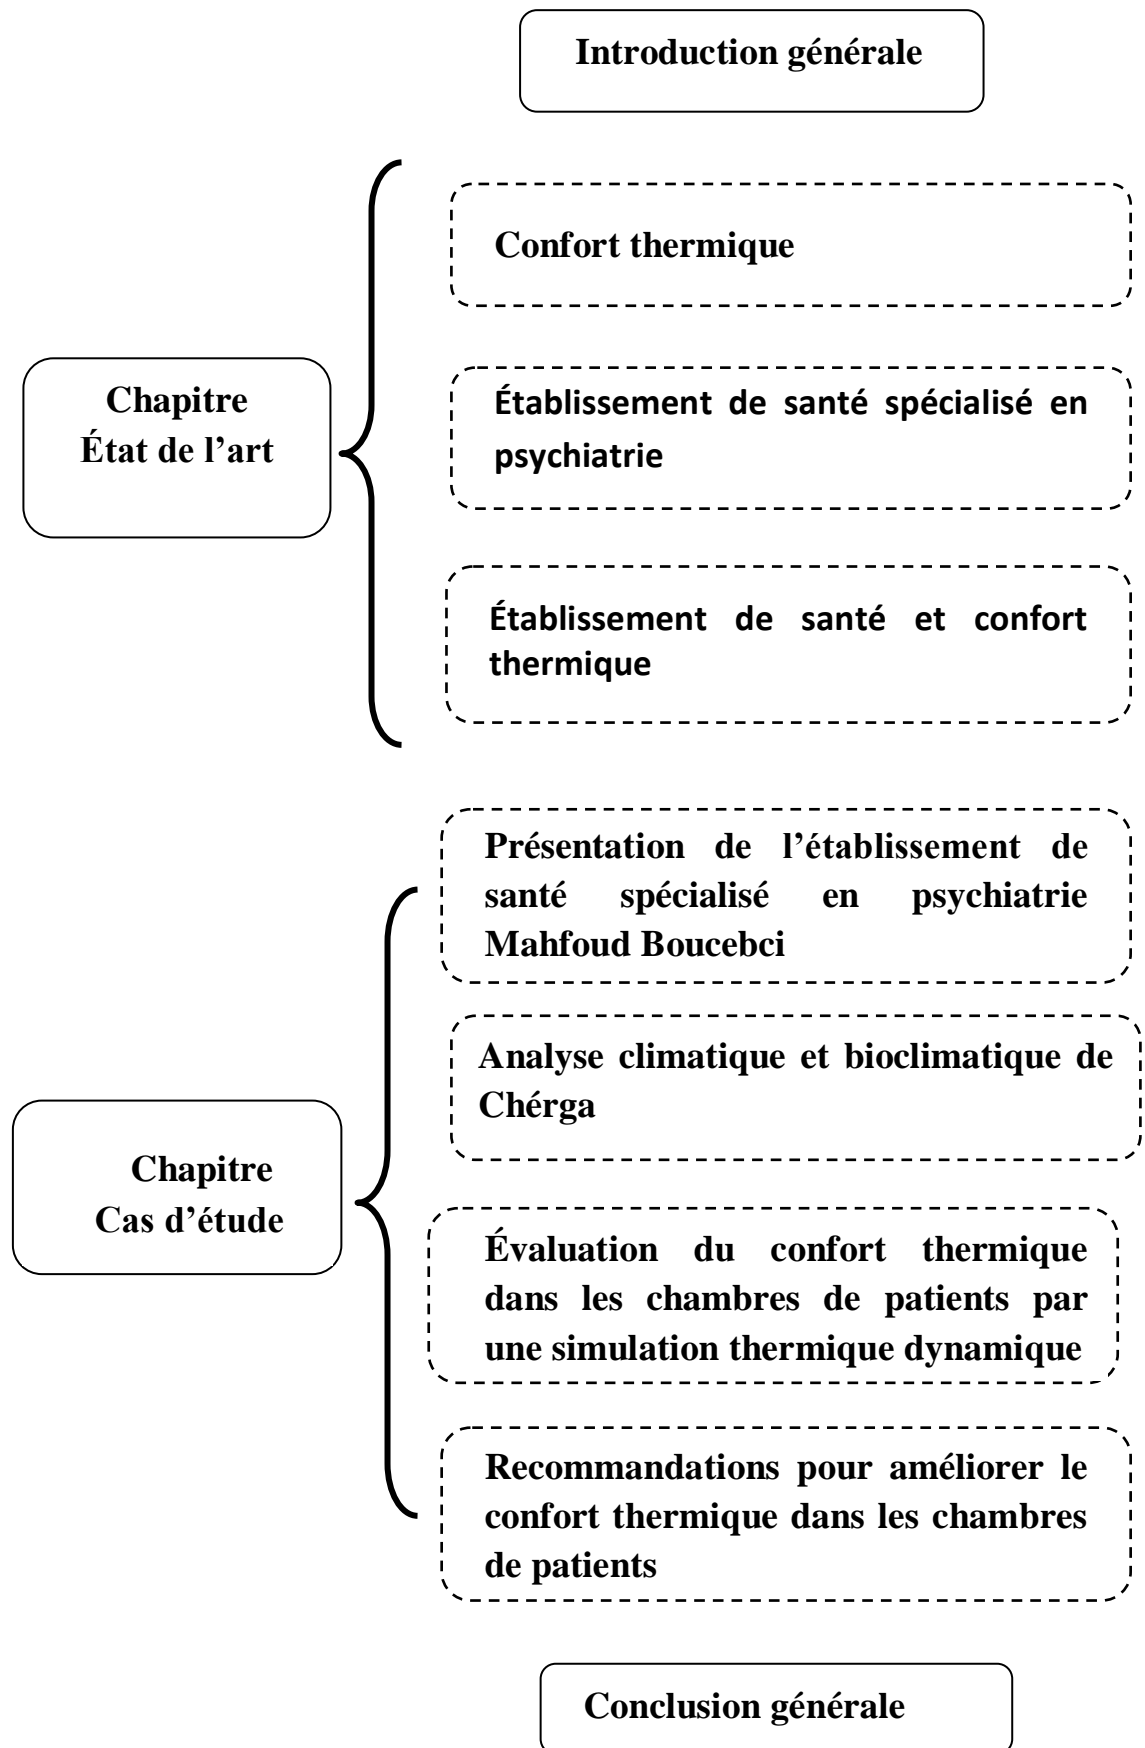 Introduction générale
Confort thermique
Chapitre
État de l’art
Établissement de santé spécialisé en
psychiatrie
Établissement de santé et confort
thermique
Présentation de l’établissement de
santé spécialisé en psychiatrie
Mahfoud Boucebci
Analyse climatique et bioclimatique de
Chérga
Chapitre
Cas d’étude
Évaluation du confort thermique
dans les chambres de patients par
une simulation thermique dynamique
Recommandations pour améliorer le
confort thermique dans les chambres
de patients
Conclusion générale